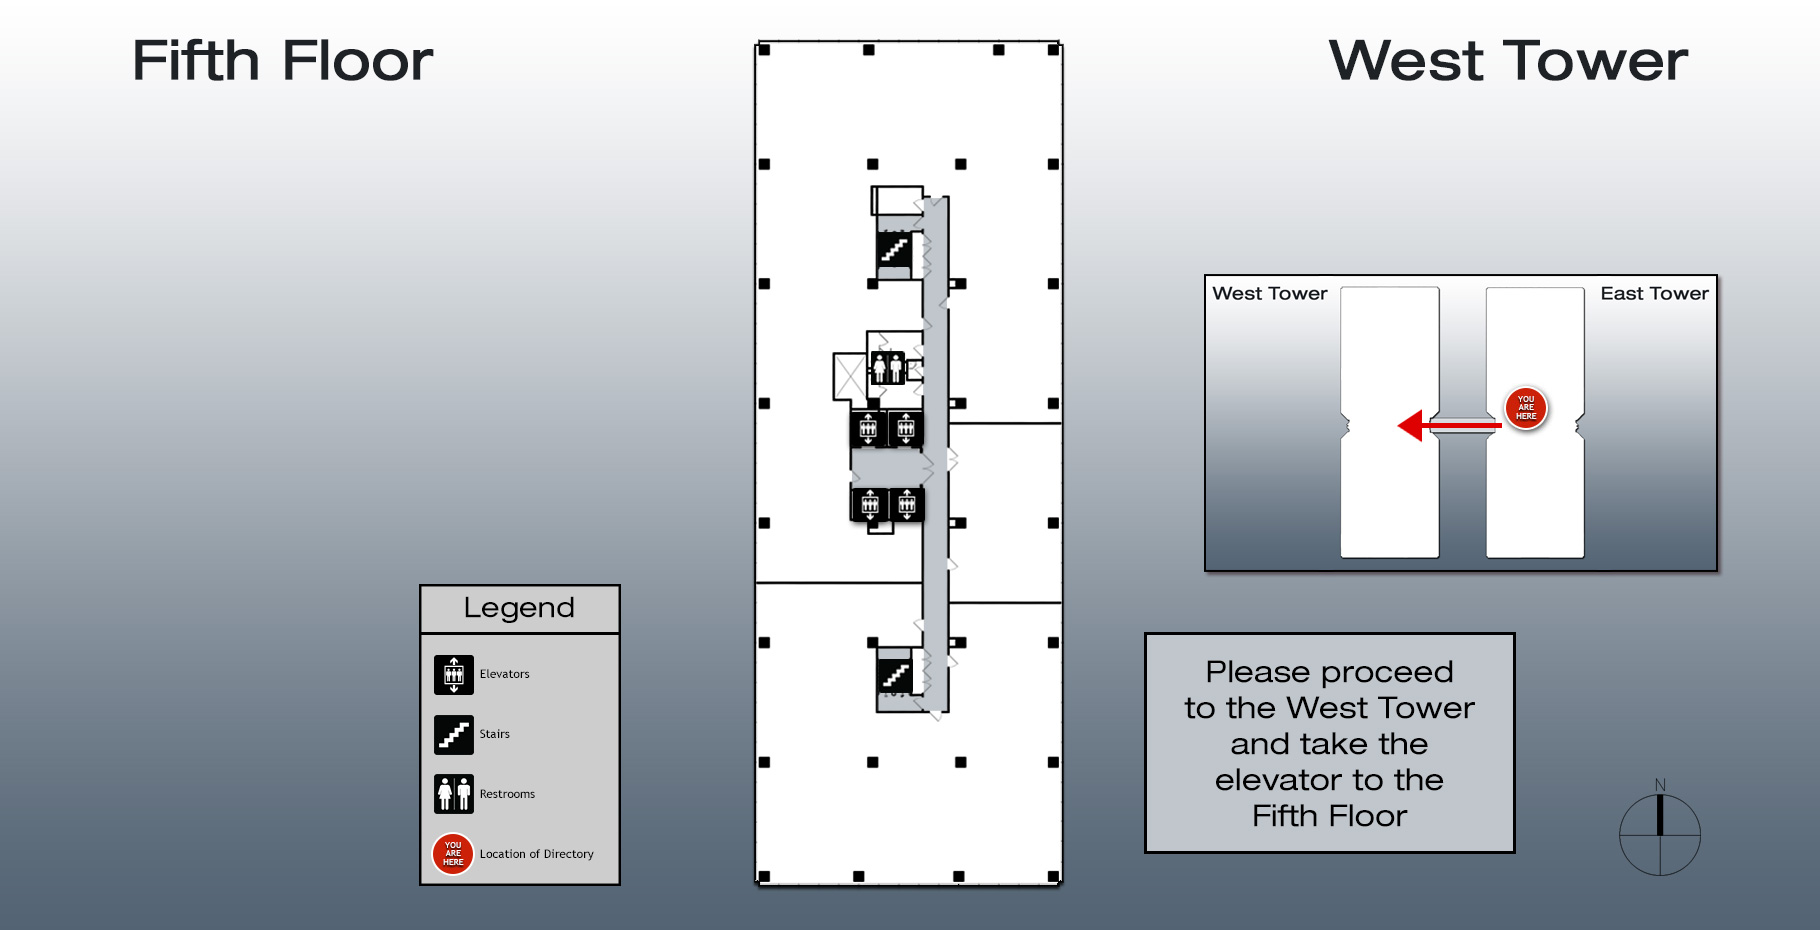 Fifth Floor
West Tower
West Tower
East Tower
YOU
ARE
HERE
Legend
Elevators
Stairs
Restrooms
YOU
ARE
HERE
Location of Directory
Please proceed
to the West Tower
and take the
elevator to the
Fifth Floor
N